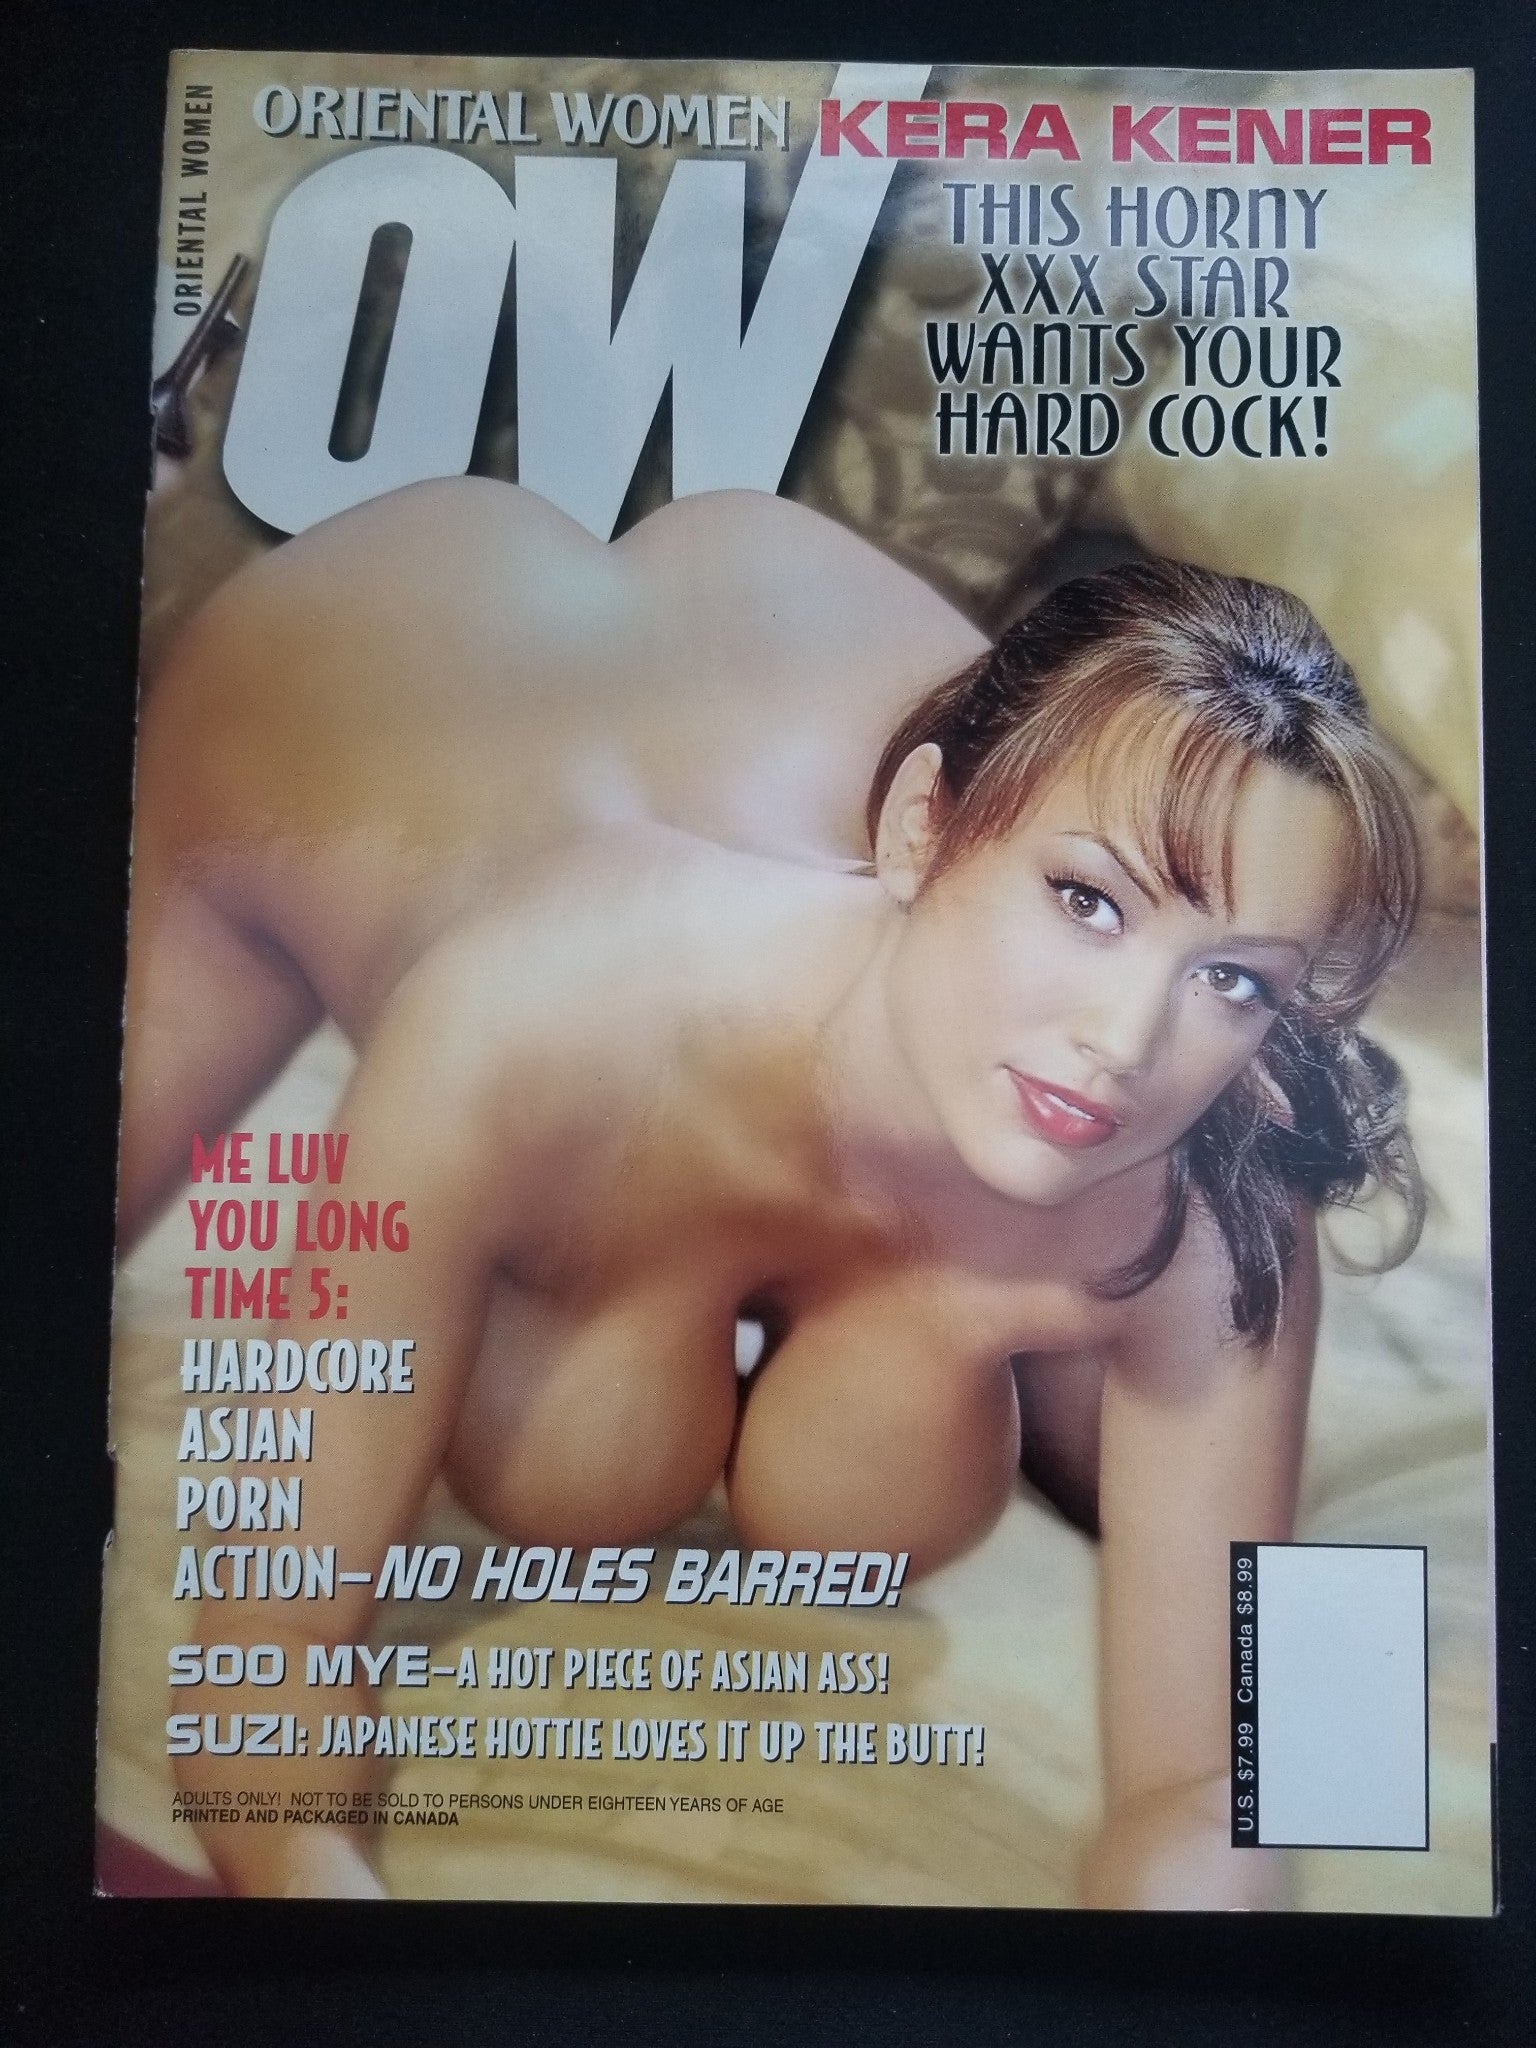 ORIENTAL WOMEN
ORIENTAL WOMEN
OW
KERA KENER
THIS HORNY
XXX STAR
WANTS YOUR
HARD COCK!
ME LUV
YOU LONG
TIME 5:
HARDCORE
ASIAN
PORN
ACTION–NO HOLES BARRED!
SOO MYE–A HOT PIECE OF ASIAN ASS!
SUZI: JAPANESE HOTTIE LOVES IT UP THE BUTT!
ADULTS ONLY! NOT TO BE SOLD TO PERSONS UNDER EIGHTEEN YEARS OF AGE
PRINTED AND PACKAGED IN CANADA
U.S. $7.99 Canada $8.99